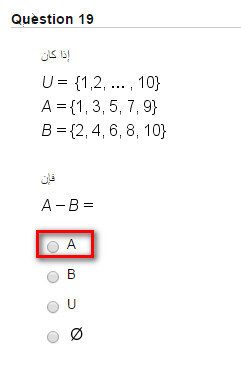 Question 19
إذا كان
U = {1,2, ... , 10}
A = {1, 3, 5, 7, 9}
B = {2, 4, 6, 8, 10}
فإن
A – B =
A
B
U
Ø